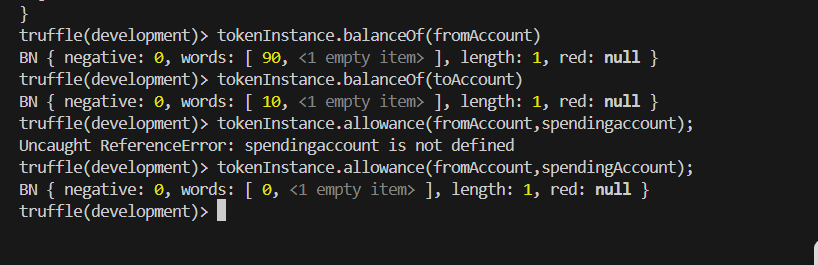 }
truffle(development)> tokenInstance.balanceOf(fromAccount)
BN { negative: 0, words: [ 90, <1 empty item> ], length: 1, red: null }
truffle(development)> tokenInstance.balanceOf(toAccount)
BN { negative: 0, words: [ 10, <1 empty item> ], length: 1, red: null }
truffle(development)> tokenInstance.allowance(fromAccount,spendingaccount);
Uncaught ReferenceError: spendingaccount is not defined
truffle(development)> tokenInstance.allowance(fromAccount,spendingAccount);
BN { negative: 0, words: [ 0, <1 empty item> ], length: 1, red: null }
truffle(development)>